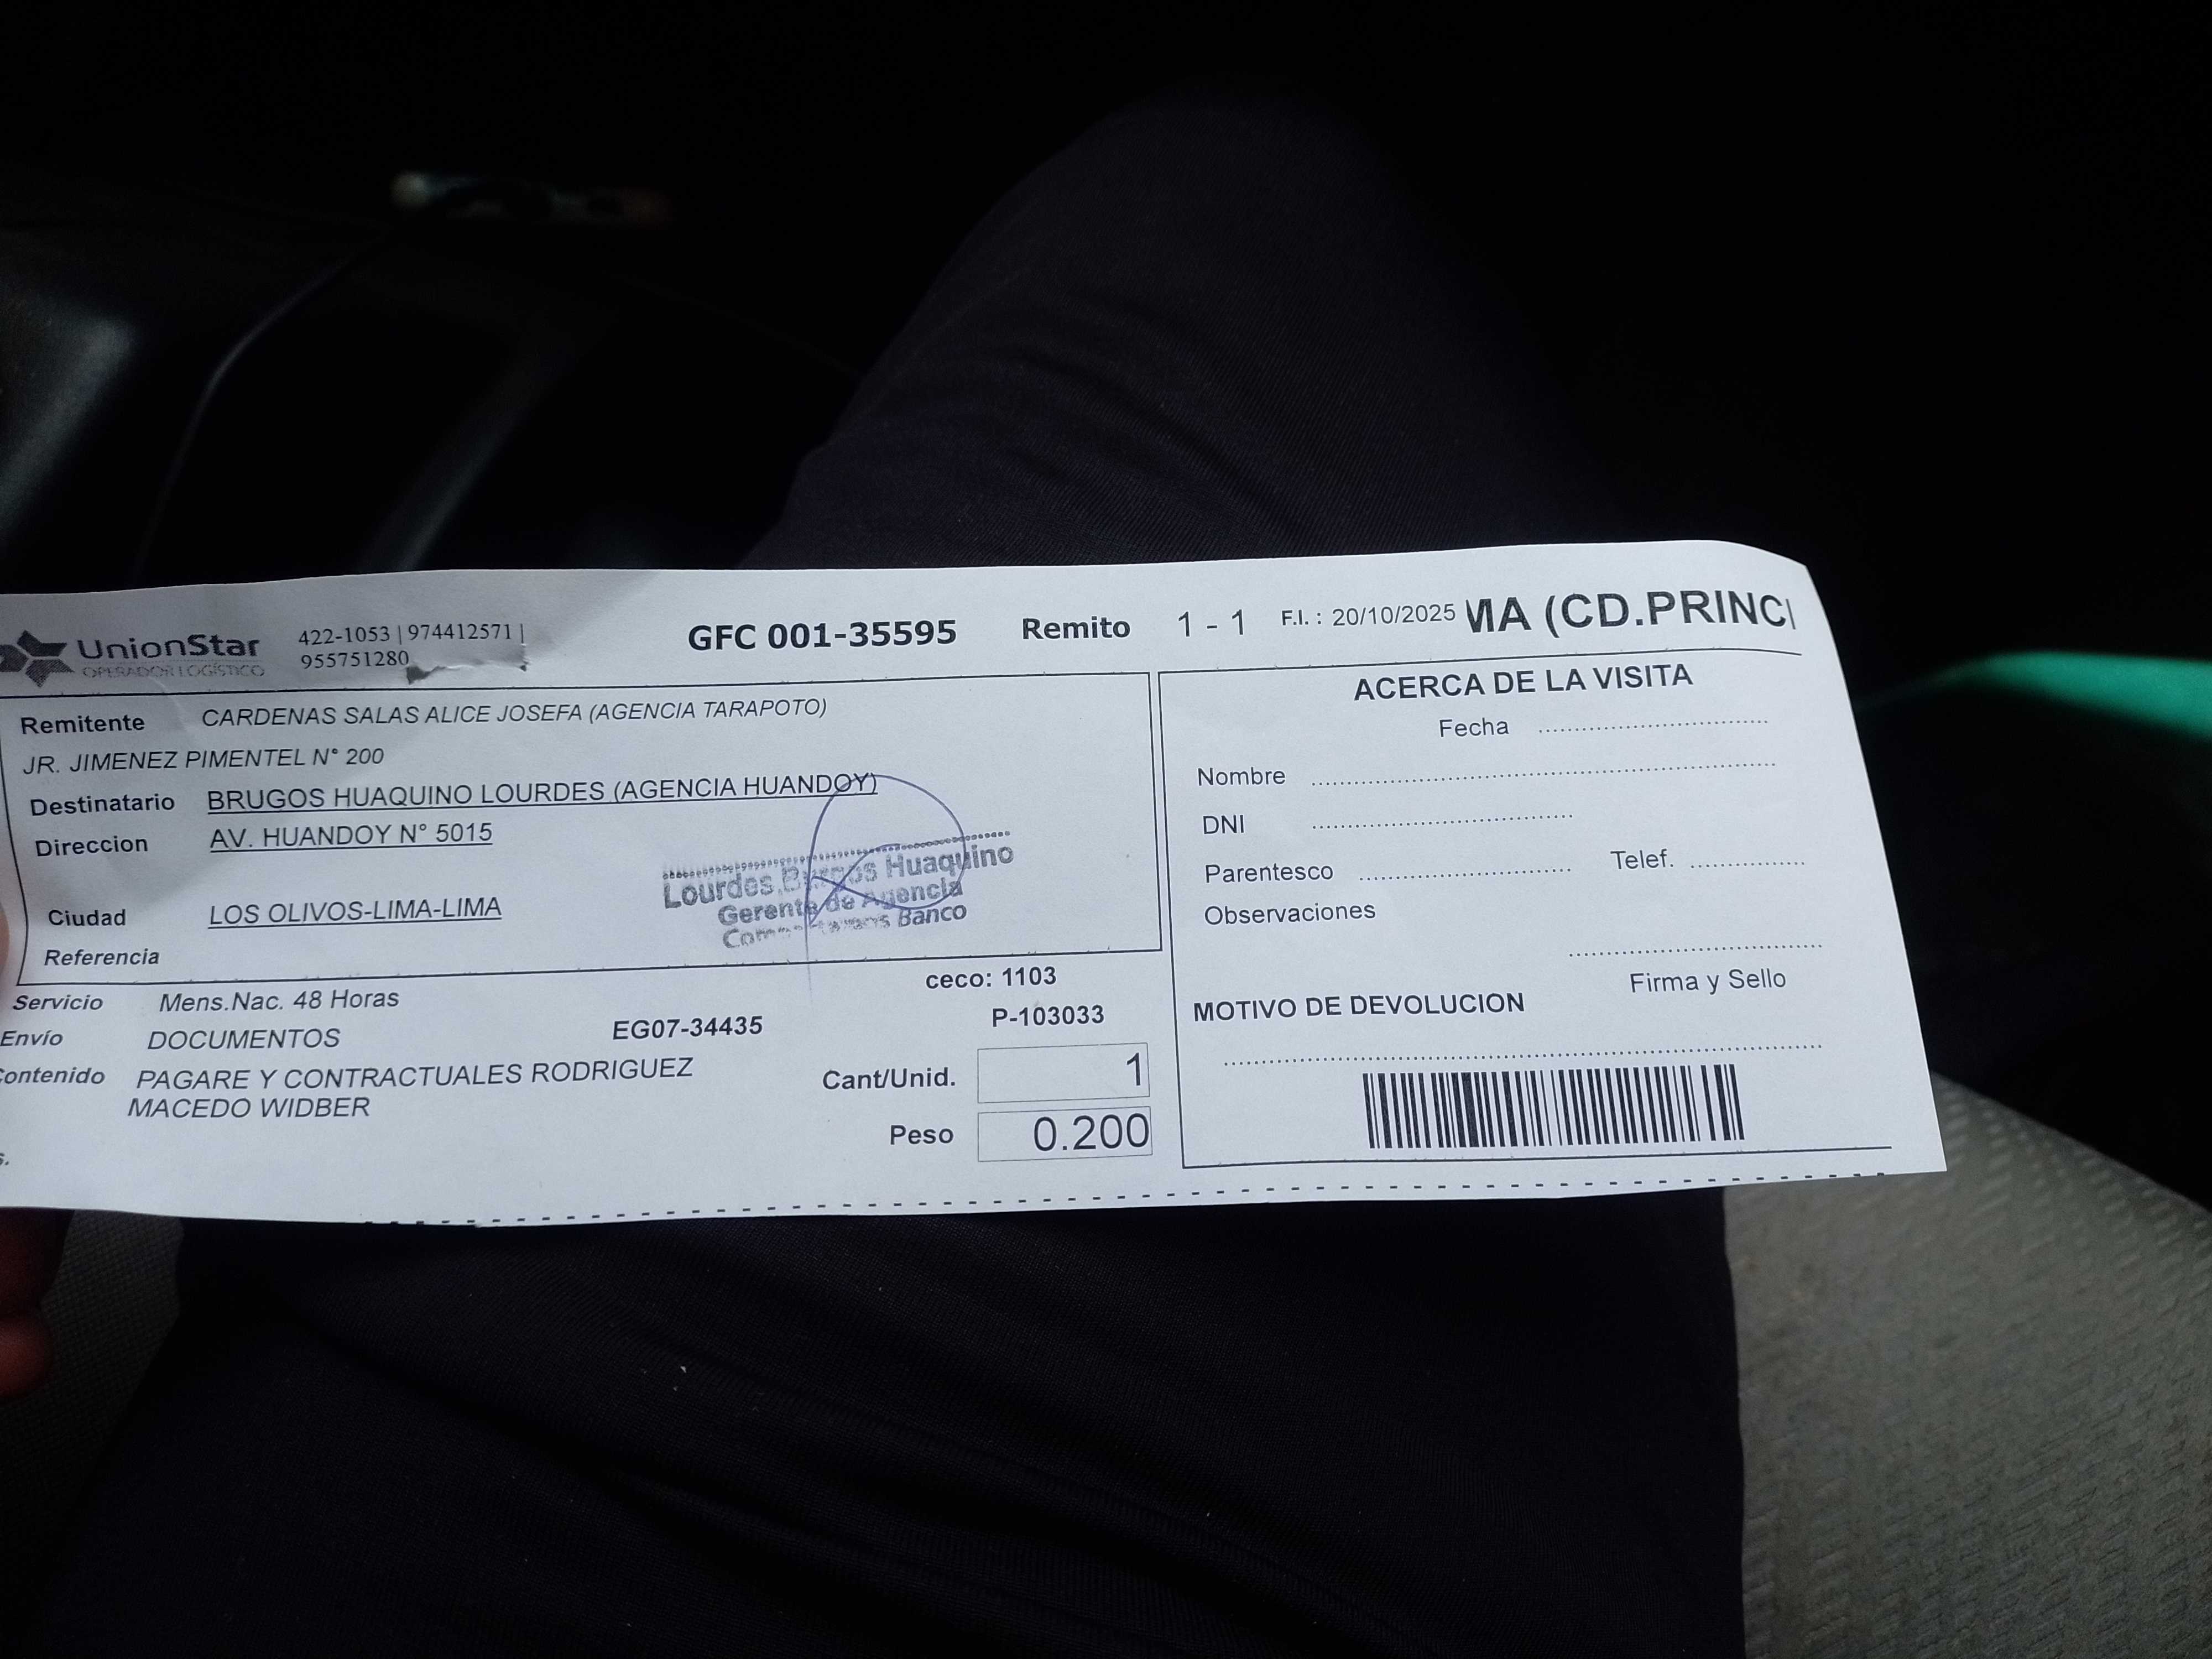 UnionStar
OPERADOR LOGÍSTICO
422-1053 | 974412571 |
955751280
GFC 001-35595 Remito 1 - 1 F.I. : 20/10/2025 MA (CD.PRINCI
Remitente CARDENAS SALAS ALICE JOSEFA (AGENCIA TARAPOTO)
JR. JIMENEZ PIMENTEL N° 200
Destinatario BRUGOS HUAQUINO LOURDES (AGENCIA HUANDOY)
Direccion AV. HUANDOY N° 5015
Ciudad LOS OLIVOS-LIMA-LIMA
Referencia
Lourdes Burgos Huaquino
Gerente de Agencia
Banco
Servicio Mens.Nac. 48 Horas
ceco: 1103
Envío DOCUMENTOS
EG07-34435
P-103033
ontenido PAGARE Y CONTRACTUALES RODRIGUEZ
MACEDO WIDBER
Cant/Unid. 1
Peso 0.200
s.
ACERCA DE LA VISITA
Fecha
Nombre
DNI
Parentesco Telef.
Observaciones
Firma y Sello
MOTIVO DE DEVOLUCION